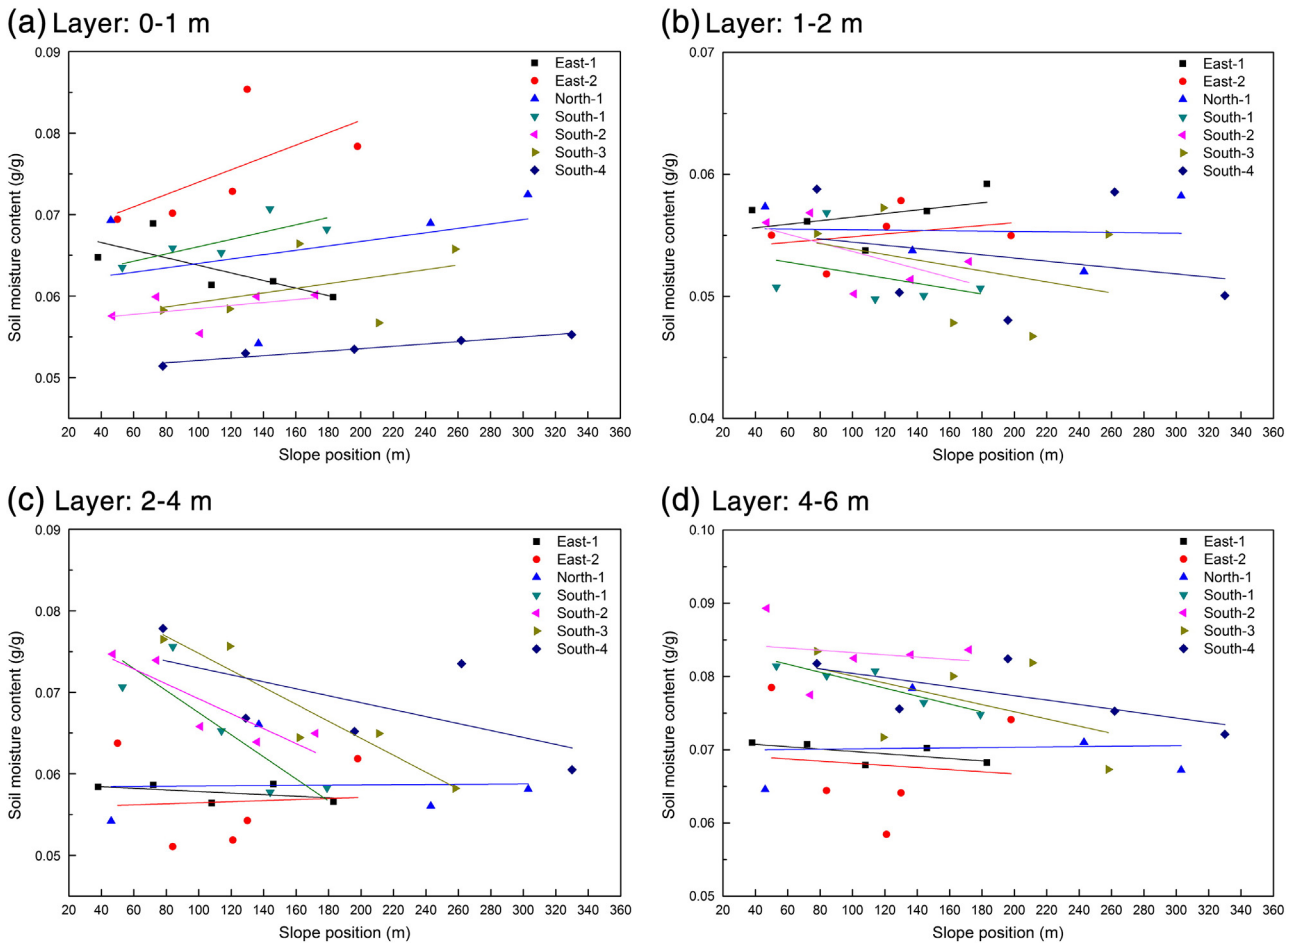 (a) Layer: 0-1 m
0.09
0.08
0.07
0.06
0.05
Soil moisture content (g/g)
East-1
East-2
North-1
South-1
South-2
South-3
South-4
20 40 60 80 100 120 140 160 180 200 220 240 260 280 300 320 340 360
Slope position (m)
(b) Layer: 1-2 m
0.07
0.06
0.05
0.04
Soil moisture content (g/g)
East-1
East-2
North-1
South-1
South-2
South-3
South-4
20 40 60 80 100 120 140 160 180 200 220 240 260 280 300 320 340 360
Slope position (m)
(c) Layer: 2-4 m
0.09
0.08
0.07
0.06
0.05
Soil moisture content (g/g)
East-1
East-2
North-1
South-1
South-2
South-3
South-4
20 40 60 80 100 120 140 160 180 200 220 240 260 280 300 320 340 360
Slope position (m)
(d) Layer: 4-6 m
0.10
0.09
0.08
0.07
0.06
0.05
Soil moisture content (g/g)
East-1
East-2
North-1
South-1
South-2
South-3
South-4
20 40 60 80 100 120 140 160 180 200 220 240 260 280 300 320 340 360
Slope position (m)